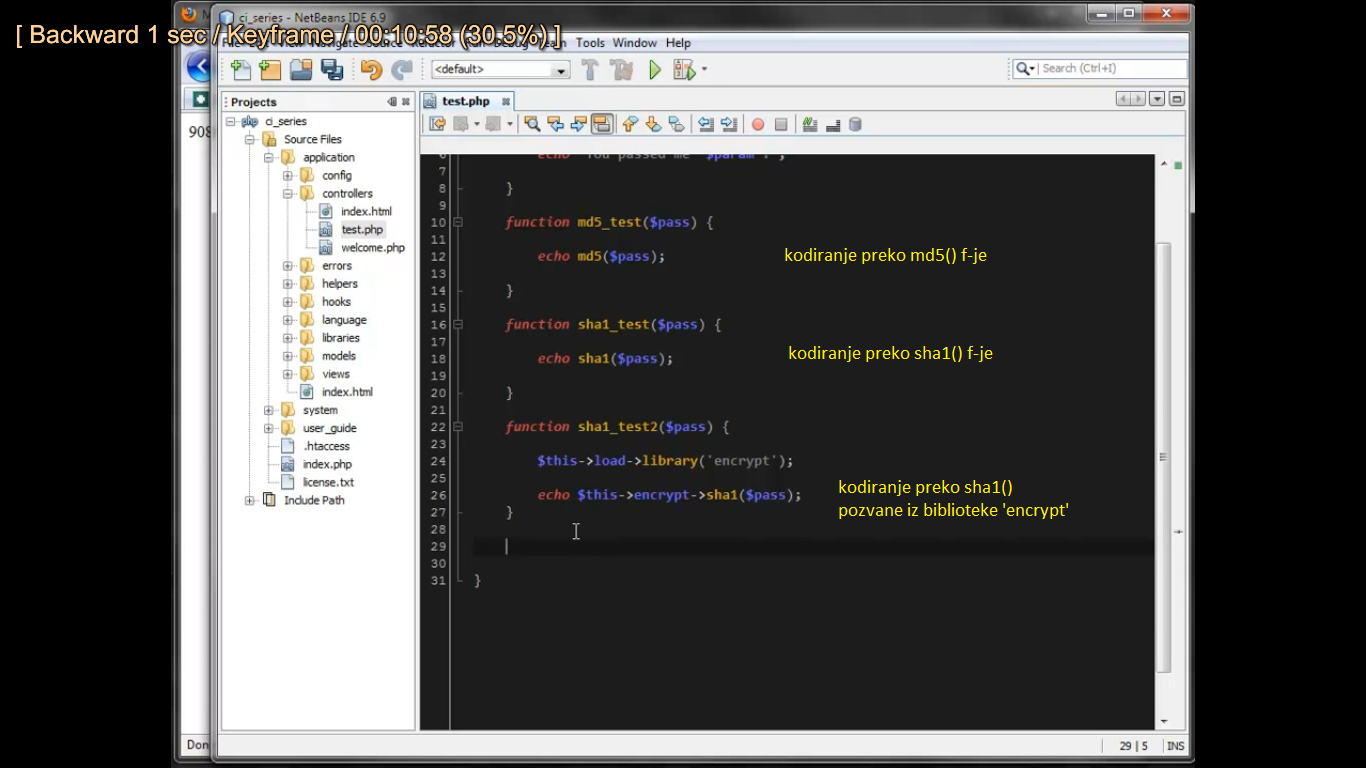 [ Backward 1 sec / Keyframe / 00:10:58 (30.5%) ]
ci_series - NetBeans IDE 6.9
Tools Window Help
<default>
Search (Ctrl+I)
Projects
test.php
908
ci_series
Source Files
application
config
controllers
index.html
test.php
welcome.php
errors
helpers
hooks
language
libraries
models
views
index.html
system
user_guide
.htaccess
index.php
license.txt
Include Path
echo "You passed me '$param'.";
7
8 }
9
10 function md5_test($pass) {
11
12 echo md5($pass);
13
14 }
15
16 function sha1_test($pass) {
17
18 echo sha1($pass);
19
20 }
21
22 function sha1_test2($pass) {
23
24 $this->load->library('encrypt');
25
26 echo $this->encrypt->sha1($pass);
27 }
28
29
30
31 }
kodiranje preko md5() f-je
kodiranje preko sha1() f-je
kodiranje preko sha1()
pozvane iz biblioteke 'encrypt'
Don
29 | 5 INS